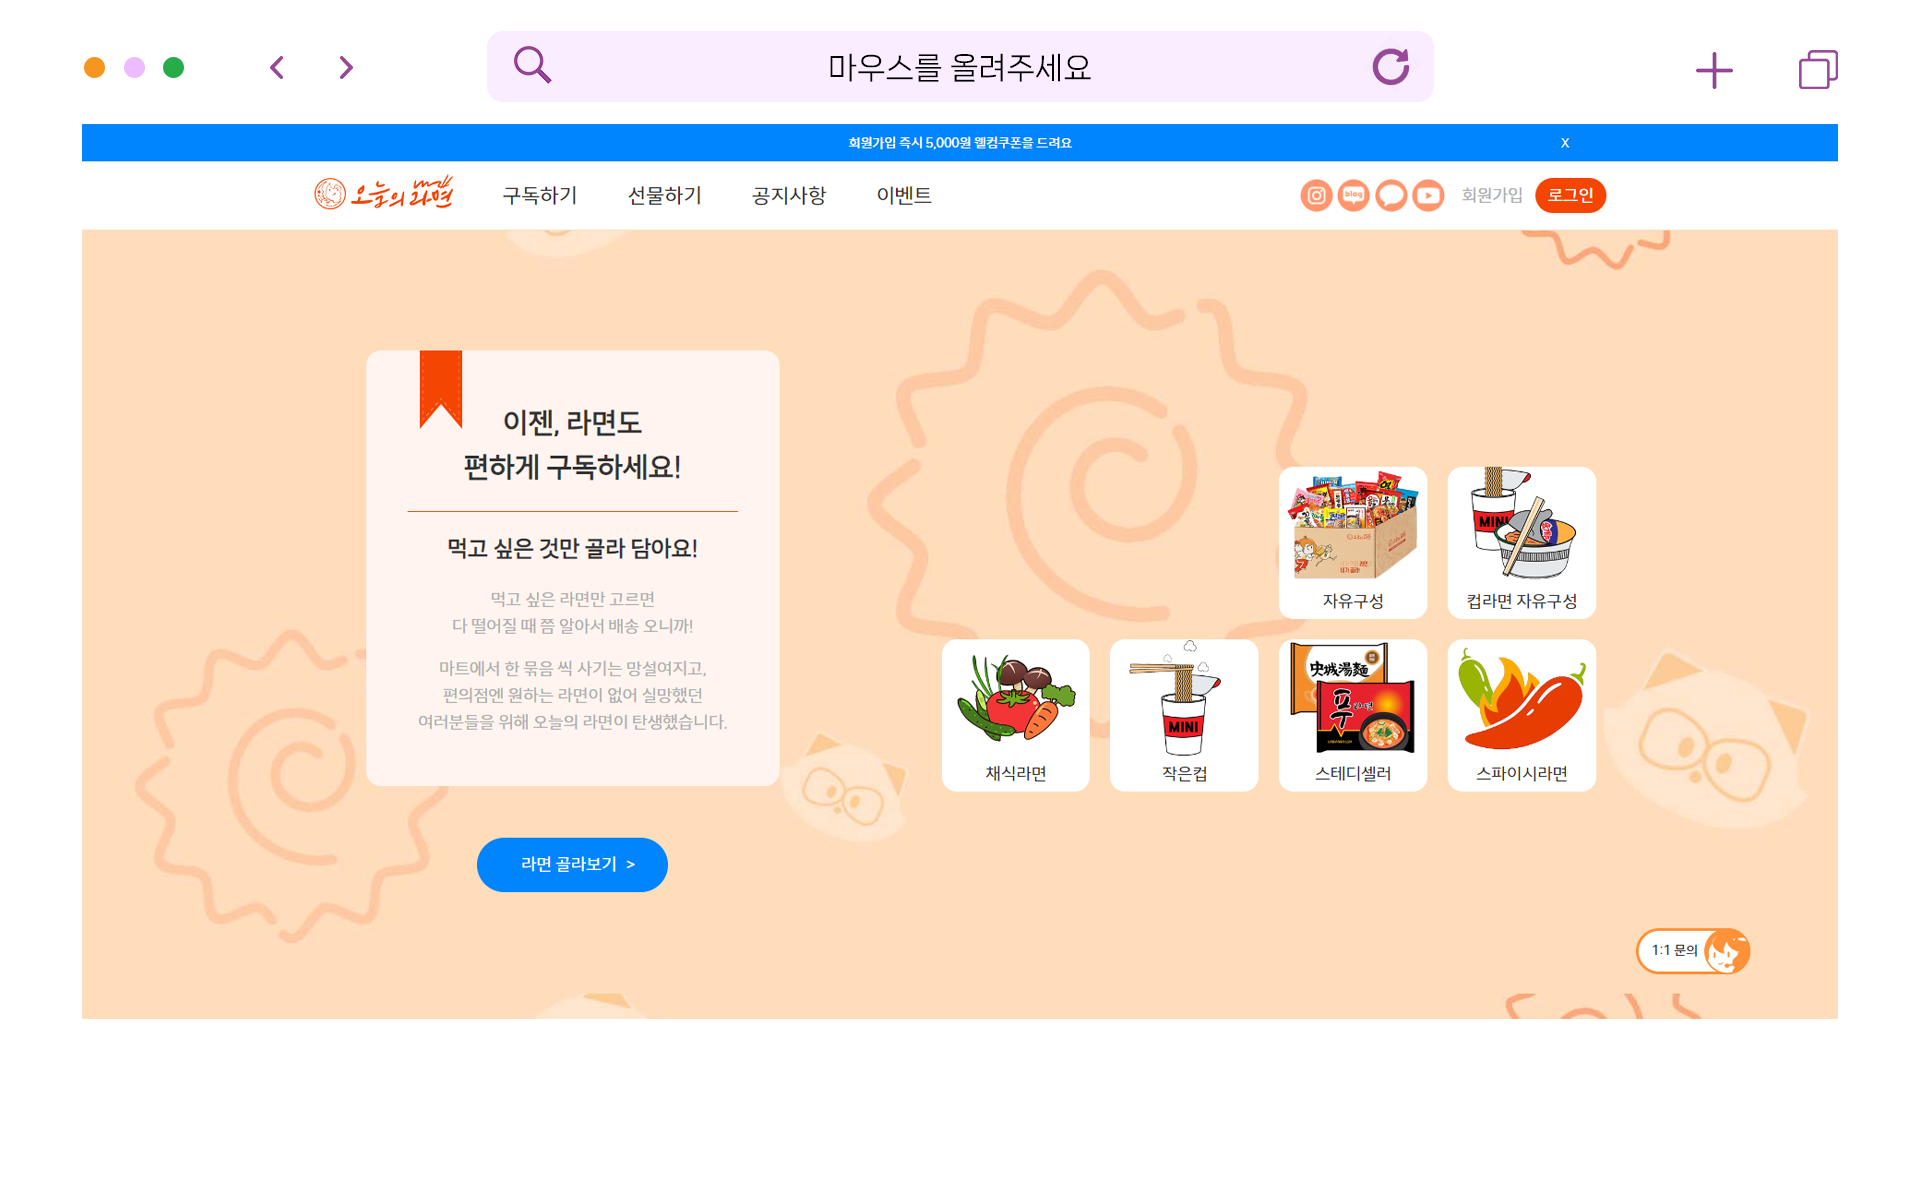 마우스를 올려주세요
회원가입 즉시 5,000원 웰컴쿠폰을 드려요
X
오늘의 라면
구독하기
선물하기
공지사항
이벤트
blog
회원가입
로그인
이젠, 라면도
편하게 구독하세요!
먹고 싶은 것만 골라 담아요!
먹고 싶은 라면만 고르면
다 떨어질 때 쯤 알아서 배송 오니까!
마트에서 한 묶음 씩 사기는 망설여지고,
편의점엔 원하는 라면이 없어 실망했던
여러분들을 위해 오늘의 라면이 탄생했습니다.
라면 골라보기 >
자유구성
MINI
컵라면 자유구성
채식라면
MINI
작은컵
스테디셀러
스파이시라면
1:1 문의